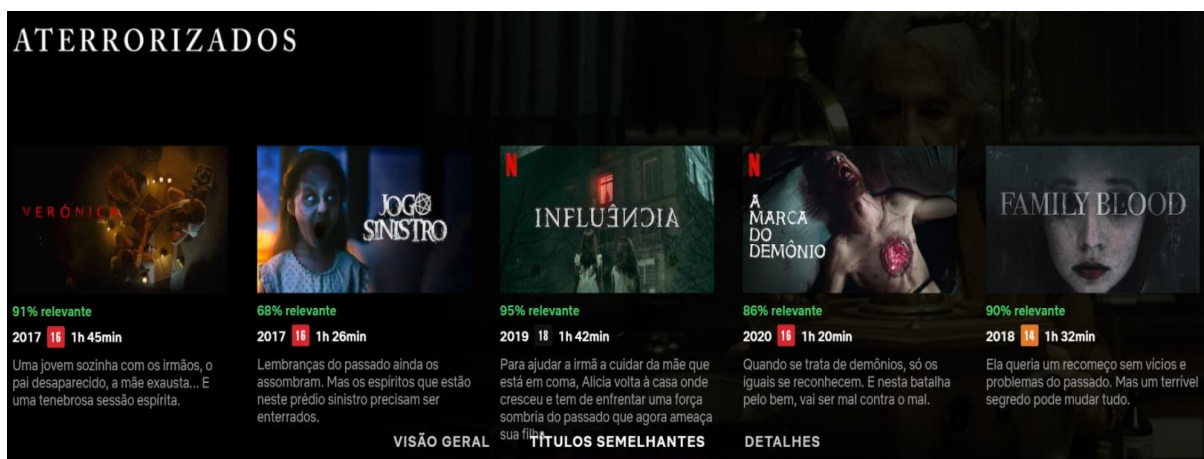 ATERRORIZADOS
VERÔNICA
JOGO
SINISTRO
N
INFLUÊNCIA
N
A
MARCA
DO
DEMÔNIO
FAMILY BLOOD
91% relevante
2017 16 1h 45min
Uma jovem sozinha com os irmãos, o
pai desaparecido, a mãe exausta... E
uma tenebrosa sessão espírita.
68% relevante
2017 16 1h 26min
Lembranças do passado ainda os
assombram. Mas os espíritos que estão
neste prédio sinistro precisam ser
enterrados.
95% relevante
2019 18 1h 42min
Para ajudar a irmã a cuidar da mãe que
está em coma, Alicia volta à casa onde
cresceu e tem de enfrentar uma força
sombria do passado que agora ameaça
sua filha.
86% relevante
2020 16 1h 20min
Quando se trata de demônios, só os
iguais se reconhecem. E nesta batalha
pelo bem, vai ser mal contra o mal.
90% relevante
2018 14 1h 32min
Ela queria um recomeço sem vícios e
problemas do passado. Mas um terrível
segredo pode mudar tudo.
VISÃO GERAL TÍTULOS SEMELHANTES DETALHES